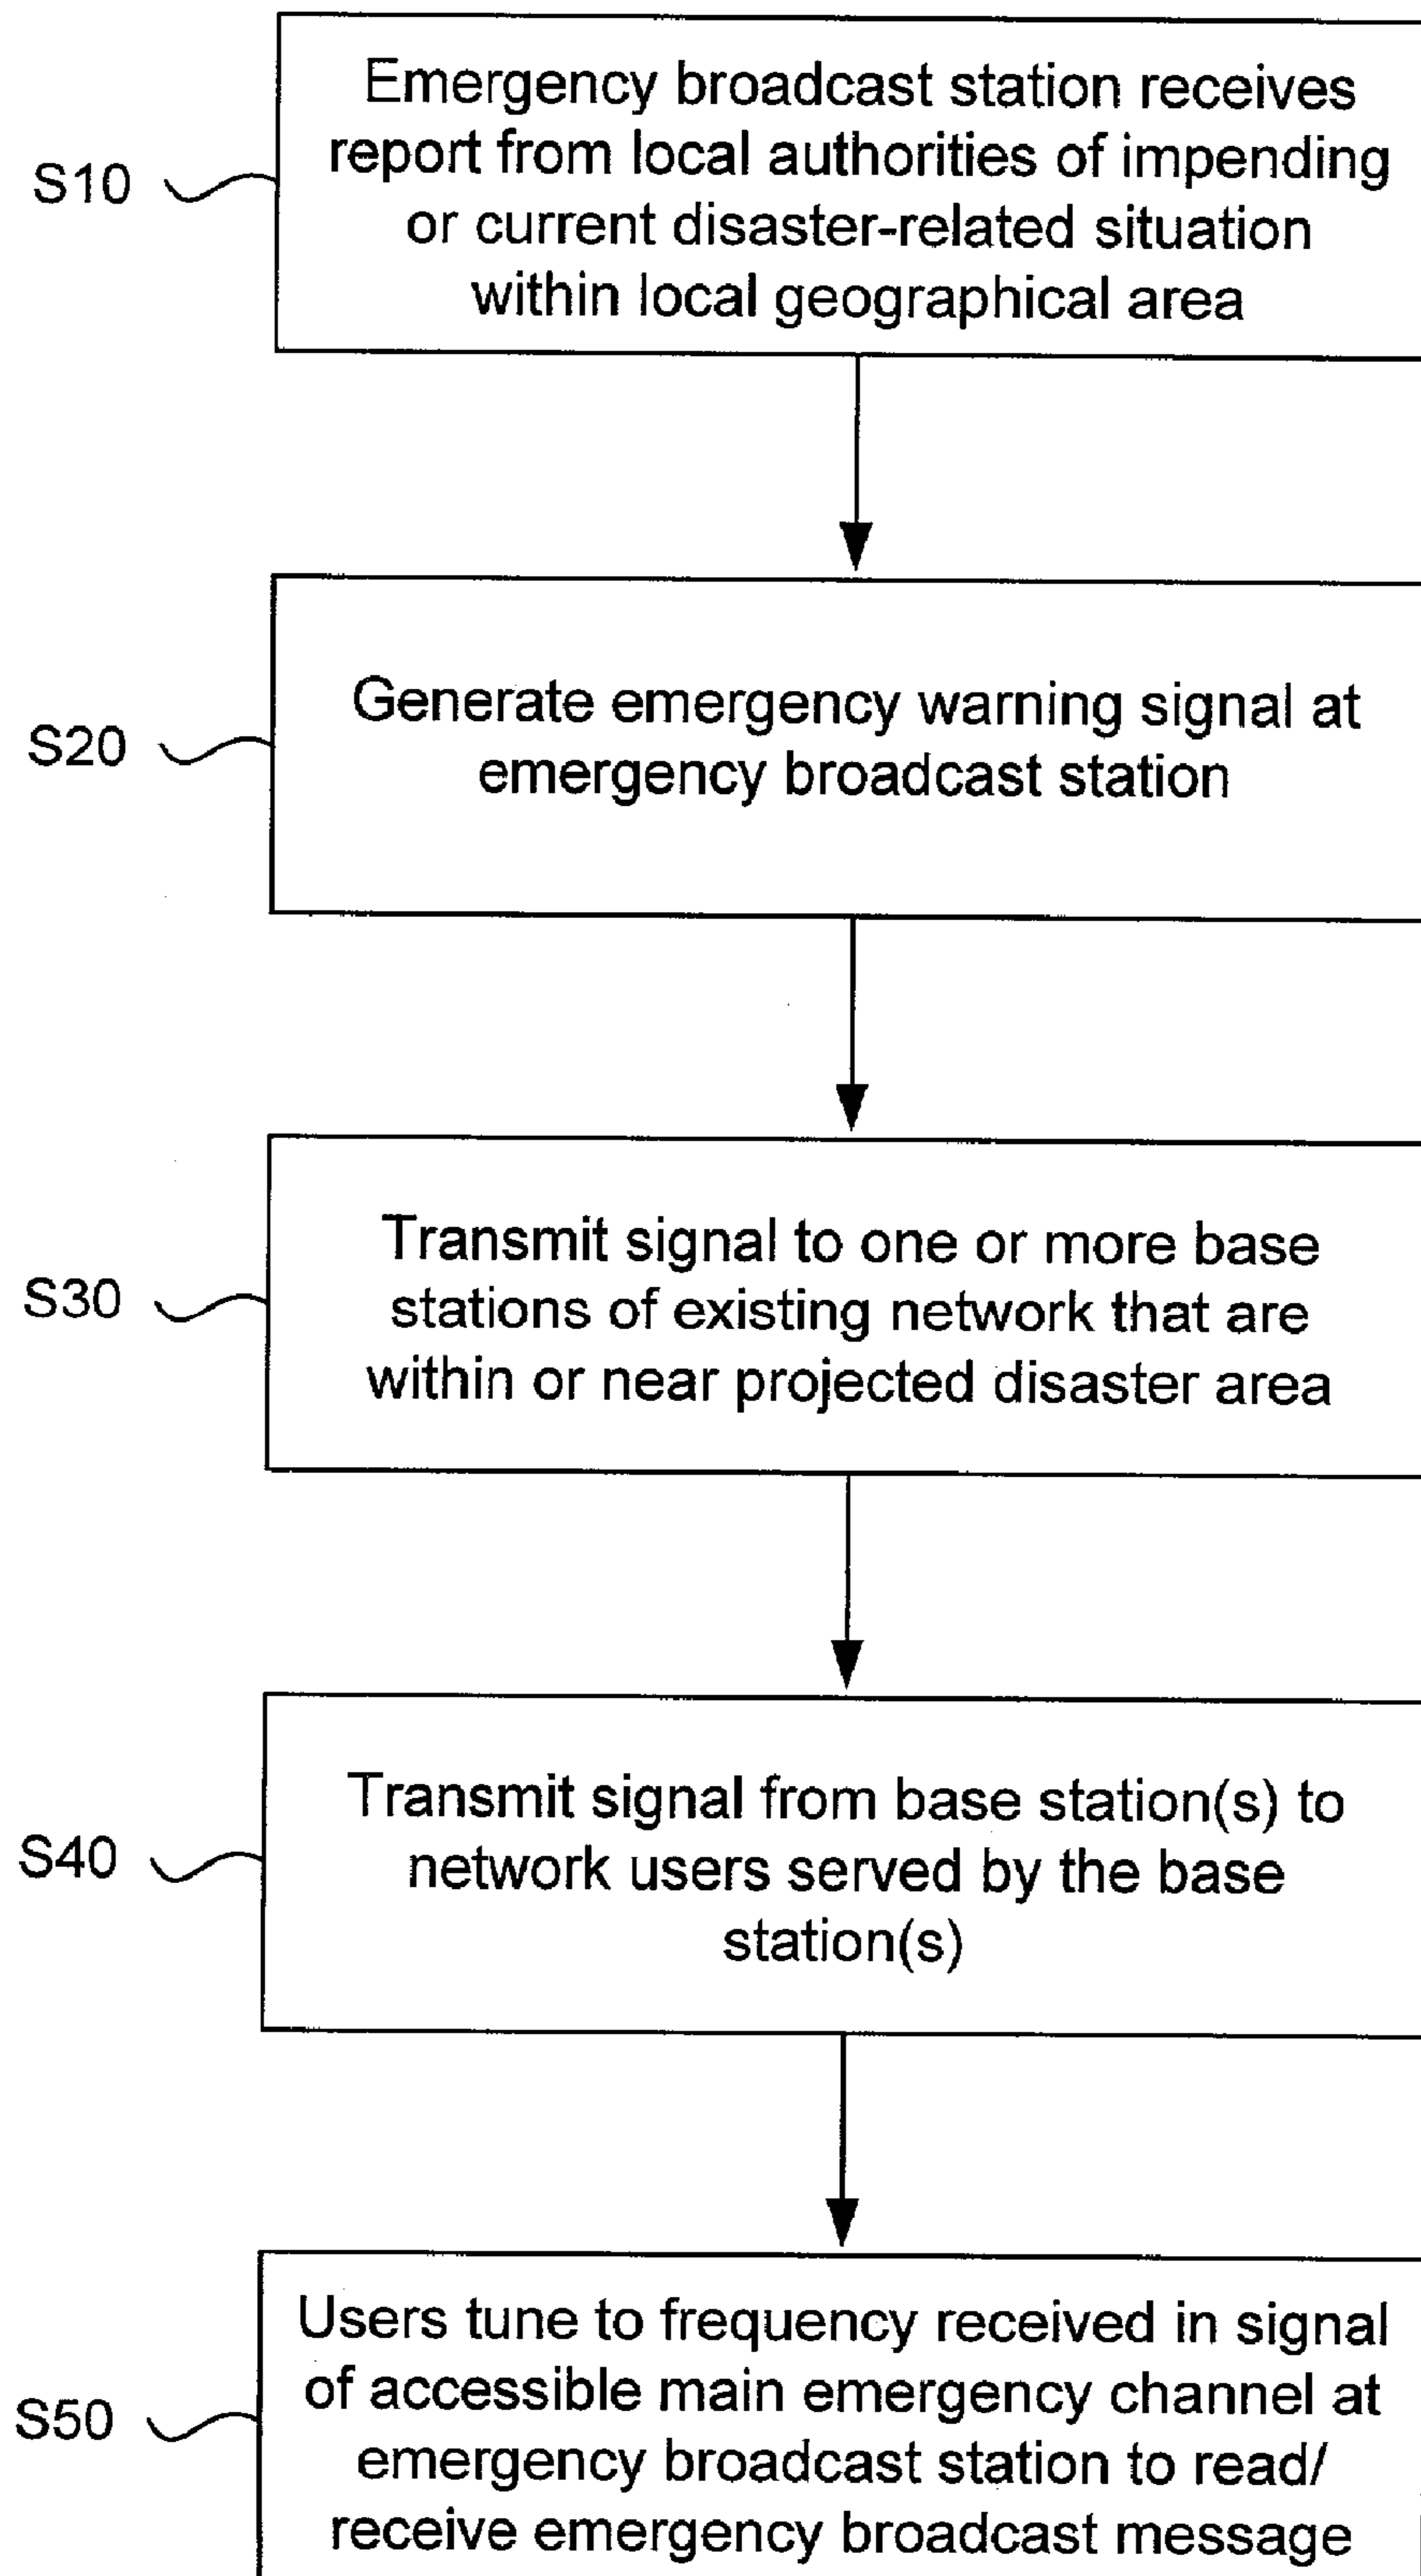 Emergency broadcast station receives
report from local authorities of impending
or current disaster-related situation
within local geographical area
S10
Generate emergency warning signal at
emergency broadcast station
S20
Transmit signal to one or more base
stations of existing network that are
within or near projected disaster area
S30
Transmit signal from base station(s) to
network users served by the base
station(s)
S40
Users tune to frequency received in signal
of accessible main emergency channel at
emergency broadcast station to read/
receive emergency broadcast message
S50